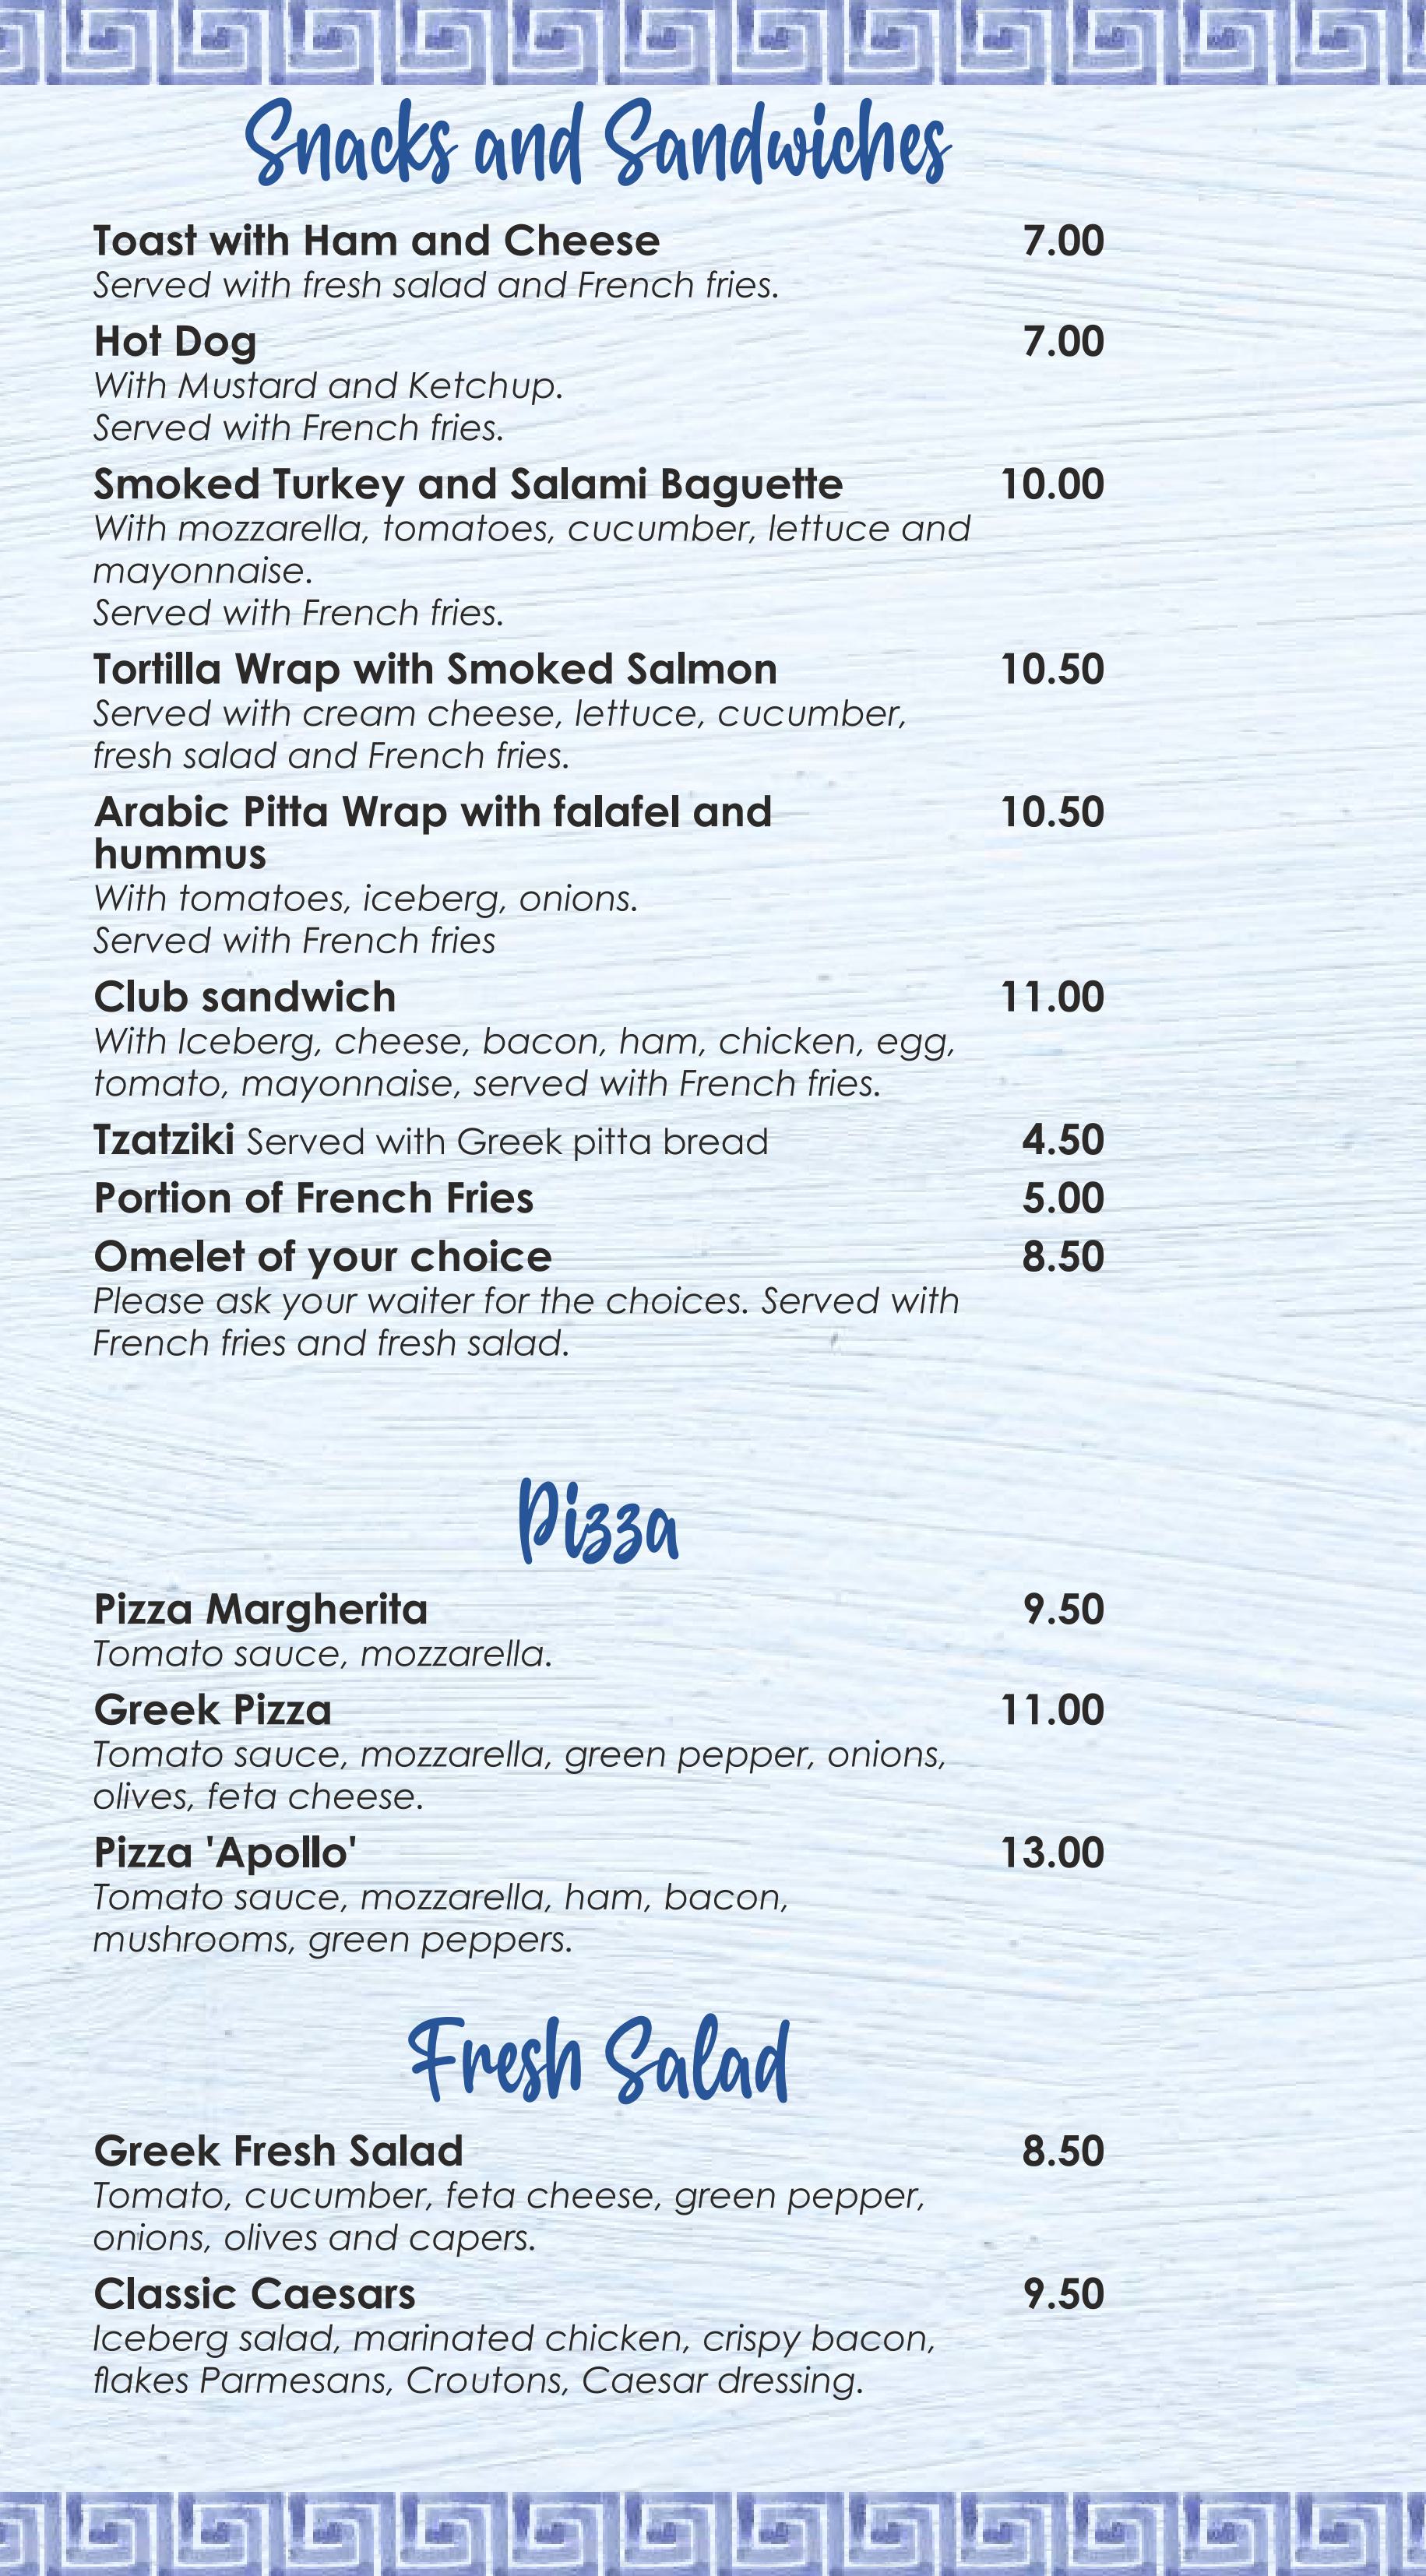 Snacks and Sandwiches
Toast with Ham and Cheese 7.00
Served with fresh salad and French fries.
Hot Dog 7.00
With Mustard and Ketchup.
Served with French fries.
Smoked Turkey and Salami Baguette 10.00
With mozzarella, tomatoes, cucumber, lettuce and
mayonnaise.
Served with French fries.
Tortilla Wrap with Smoked Salmon 10.50
Served with cream cheese, lettuce, cucumber,
fresh salad and French fries.
Arabic Pitta Wrap with falafel and 10.50
hummus
With tomatoes, iceberg, onions.
Served with French fries
Club sandwich 11.00
With Iceberg, cheese, bacon, ham, chicken, egg,
tomato, mayonnaise, served with French fries.
Tzatziki Served with Greek pitta bread 4.50
Portion of French Fries 5.00
Omelet of your choice 8.50
Please ask your waiter for the choices. Served with
French fries and fresh salad.
Pizza
Pizza Margherita 9.50
Tomato sauce, mozzarella.
Greek Pizza 11.00
Tomato sauce, mozzarella, green pepper, onions,
olives, feta cheese.
Pizza 'Apollo' 13.00
Tomato sauce, mozzarella, ham, bacon,
mushrooms, green peppers.
Fresh Salad
Greek Fresh Salad 8.50
Tomato, cucumber, feta cheese, green pepper,
onions, olives and capers.
Classic Caesars 9.50
Iceberg salad, marinated chicken, crispy bacon,
flakes Parmesans, Croutons, Caesar dressing.